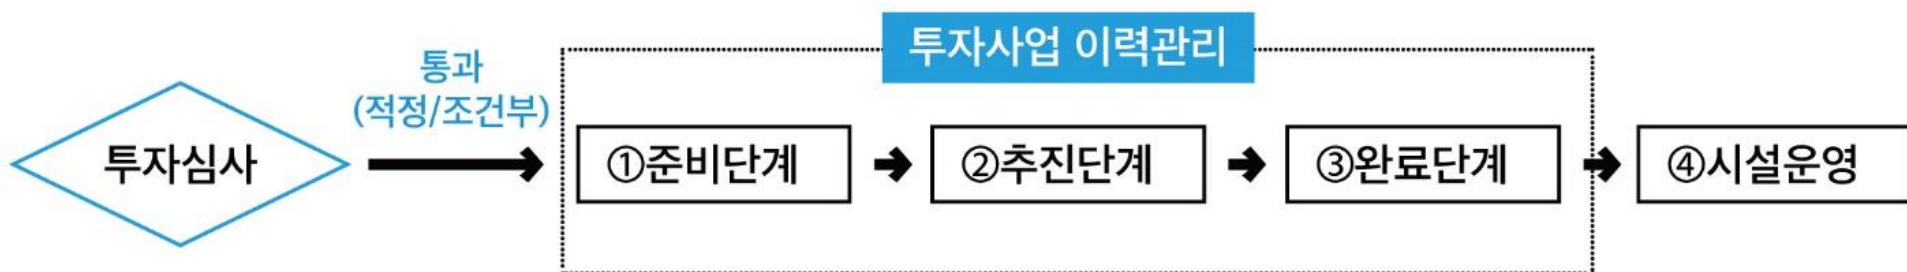 투자사업 이력관리
통과
(적정/조건부)
투자심사
①준비단계
②추진단계
③완료단계
④시설운영